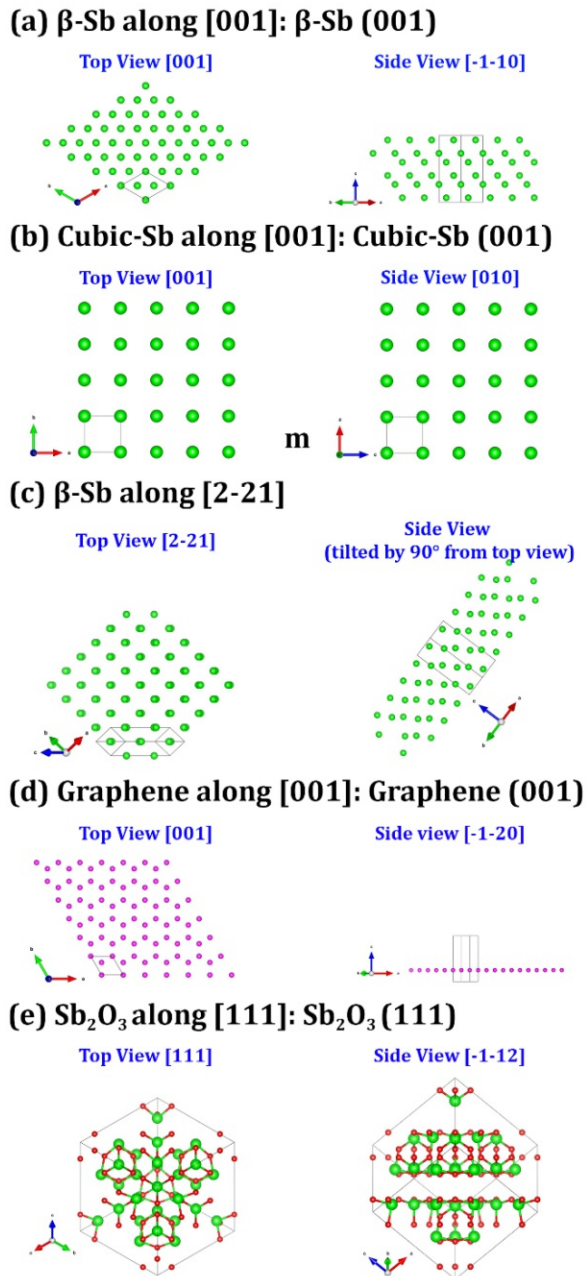 (a) β-Sb along [001]: β-Sb (001)
Top View [001] Side View [-1-10]
b a c b a
(b) Cubic-Sb along [001]: Cubic-Sb (001)
Top View [001] Side View [010]
b a m a c
(c) β-Sb along [2-21]
Top View [2-21] Side View
(tilted by 90° from top view)
c b a c b a
(d) Graphene along [001]: Graphene (001)
Top View [001] Side view [-1-20]
b a c b a
(e) Sb₂O₃ along [111]: Sb₂O₃ (111)
Top View [111] Side View [-1-12]
c a b c b a